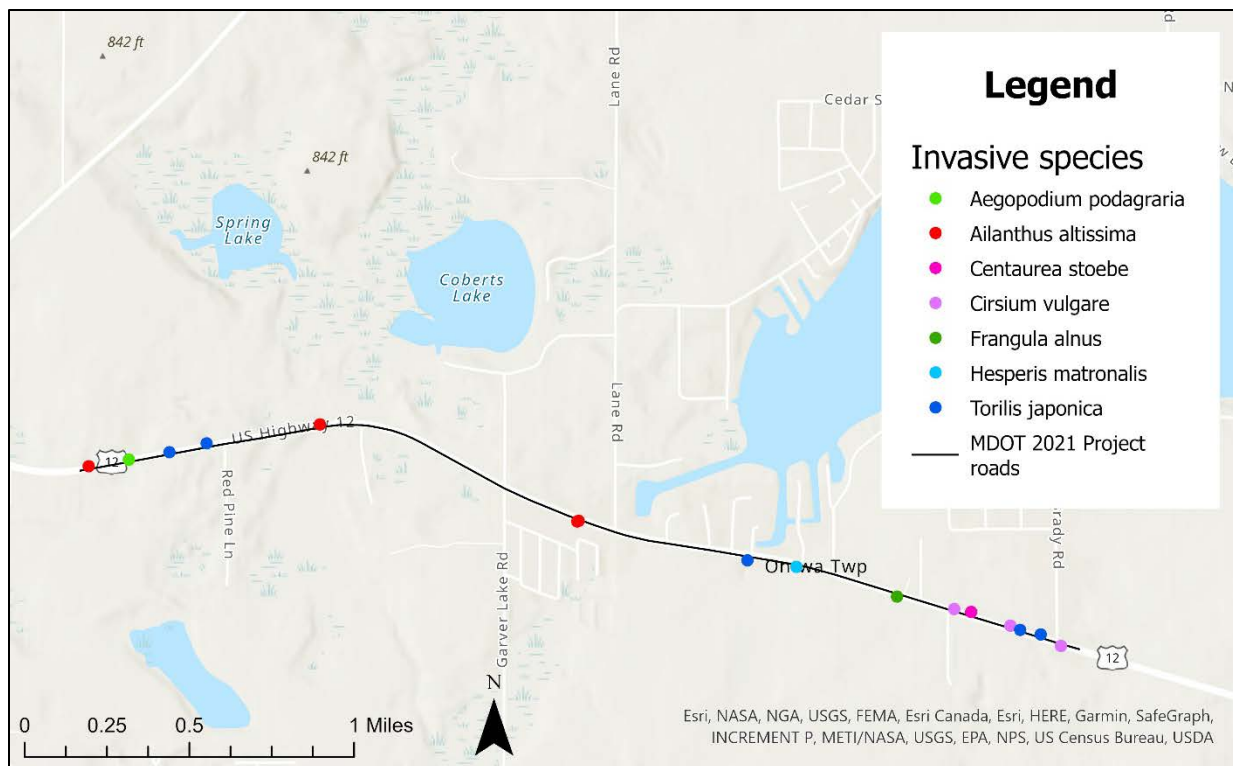 842 ft
842 ft
Spring
Lake
Coberts
Lake
Lane Rd
Cedar S
Rd
N
Legend
Invasive species
Aegopodium podagraria
Ailanthus altissima
Centaurea stoebe
Cirsium vulgare
Frangula alnus
Hesperis matronalis
Torilis japonica
MDOT 2021 Project
roads
Lane Rd
US Highway 12
12
Red Pine Ln
Garver Lake Rd
rady Rd
Twp
12
N
0 0.25 0.5 1 Miles
Esri, NASA, NGA, USGS, FEMA, Esri Canada, Esri, HERE, Garmin, SafeGraph,
INCREMENT P, METI/NASA, USGS, EPA, NPS, US Census Bureau, USDA